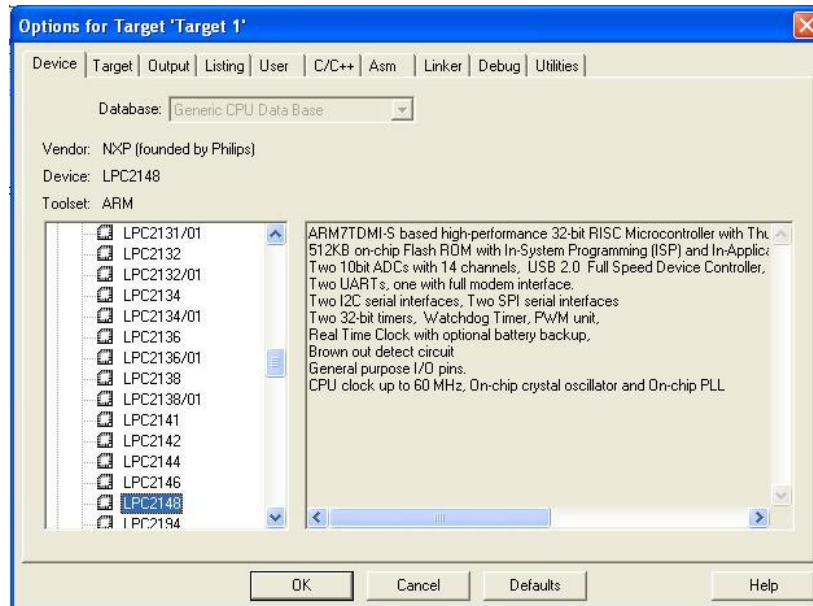 Options for Target 'Target 1'
Device Target Output Listing User C/C++ Asm Linker Debug Utilities
Database: Generic CPU Data Base
Vendor: NXP (founded by Philips)
Device: LPC2148
Toolset: ARM
LPC2131/01
LPC2132
LPC2132/01
LPC2134
LPC2134/01
LPC2136
LPC2136/01
LPC2138
LPC2138/01
LPC2141
LPC2142
LPC2144
LPC2146
LPC2148
LPC2194
ARM7TDMI-S based high-performance 32-bit RISC Microcontroller with Thu
512KB on-chip Flash ROM with In-System Programming (ISP) and In-Applica
Two 10bit ADCs with 14 channels, USB 2.0 Full Speed Device Controller,
Two UARTs, one with full modem interface.
Two I2C serial interfaces, Two SPI serial interfaces
Two 32-bit timers, Watchdog Timer, PWM unit,
Real Time Clock with optional battery backup,
Brown out detect circuit
General purpose I/O pins.
CPU clock up to 60 MHz, On-chip crystal oscillator and On-chip PLL
OK Cancel Defaults Help